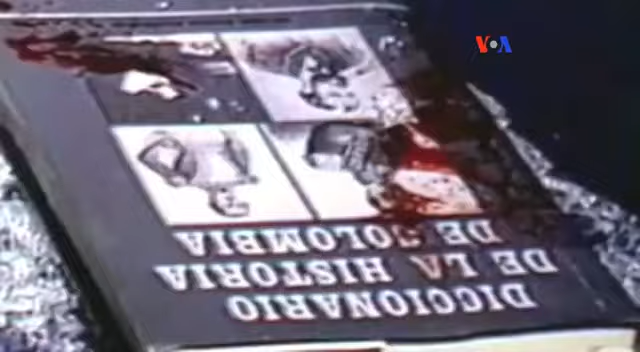 VOA
DICCIONARIO
DE LA HISTORIA
DE COLOMBIA